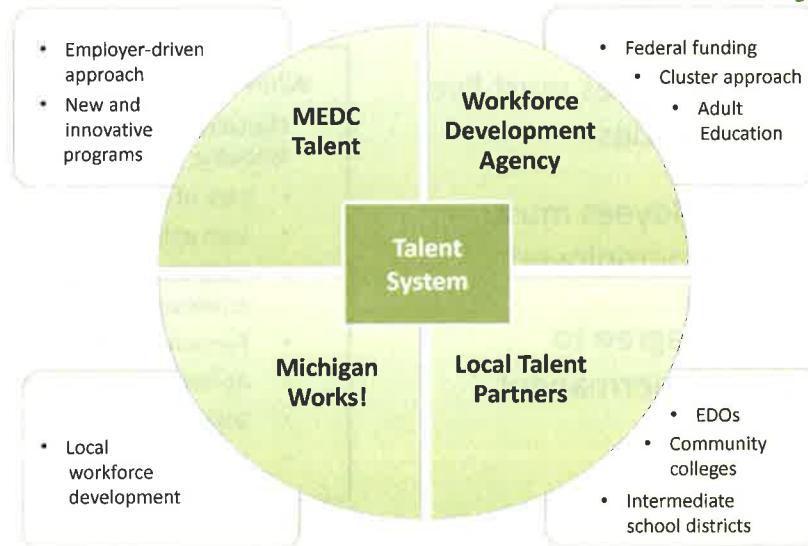 • Employer-driven
approach
• New and
innovative
programs
MEDC
Talent
Workforce
Development
Agency
• Federal funding
• Cluster approach
• Adult
Education
Talent
System
Michigan
Works!
Local Talent
Partners
• Local
workforce
development
• EDOs
• Community
colleges
• Intermediate
school districts